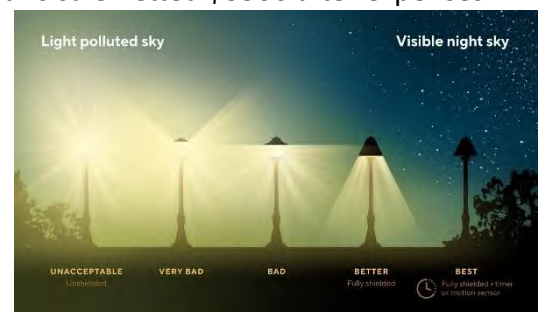 Light polluted sky
Visible night sky
UNACCEPTABLE
Unshielded
VERY BAD
BAD
BETTER
Fully shielded
BEST
Fully shielded + timer
or motion sensor